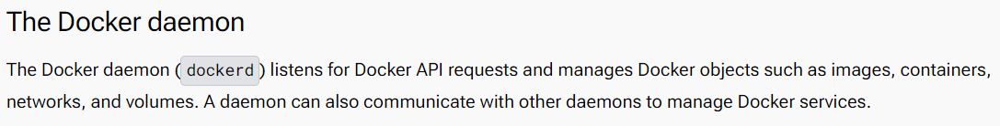 The Docker daemon
The Docker daemon (dockerd) listens for Docker API requests and manages Docker objects such as images, containers,
networks, and volumes. A daemon can also communicate with other daemons to manage Docker services.